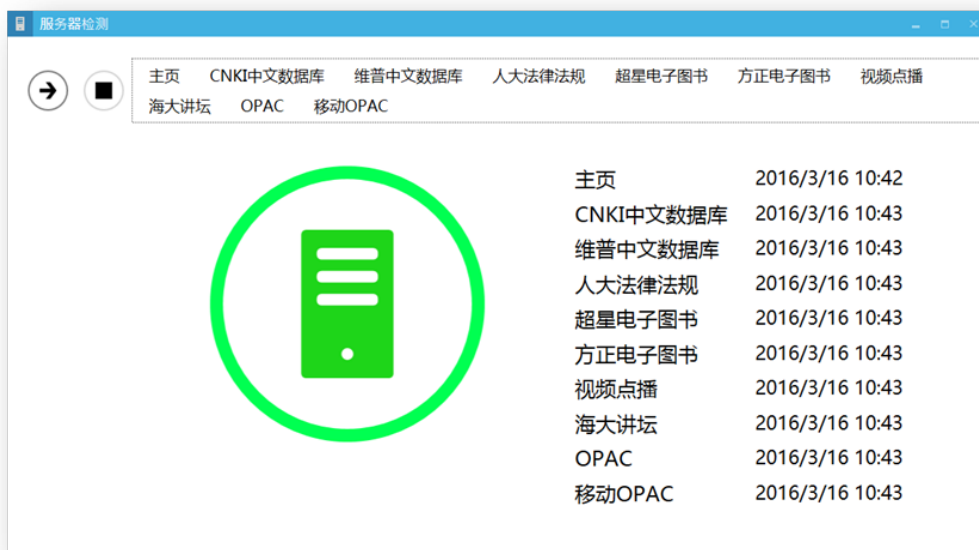 服务器检测
主页 CNKI中文数据库 维普中文数据库 人大法律法规 超星电子图书 方正电子图书 视频点播
海大讲坛 OPAC 移动OPAC
主页 2016/3/16 10:42
CNKI中文数据库 2016/3/16 10:43
维普中文数据库 2016/3/16 10:43
人大法律法规 2016/3/16 10:43
超星电子图书 2016/3/16 10:43
方正电子图书 2016/3/16 10:43
视频点播 2016/3/16 10:43
海大讲坛 2016/3/16 10:43
OPAC 2016/3/16 10:43
移动OPAC 2016/3/16 10:43